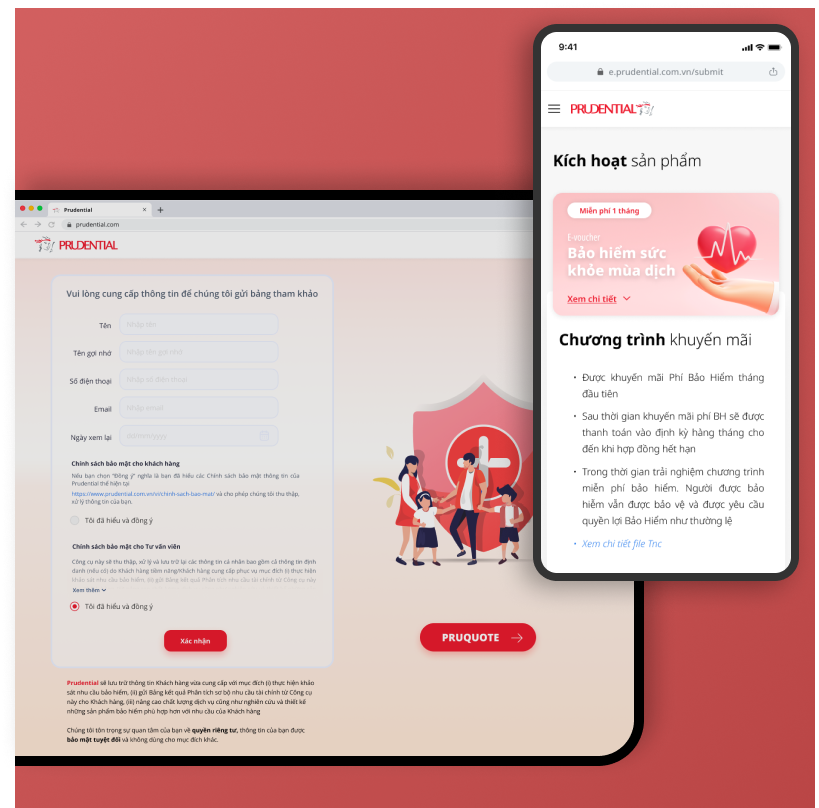 Prudential
prudential.com
PRUDENTIAL
Vui lòng cung cấp thông tin để chúng tôi gửi bảng tham khảo
Tên
Nhập tên
Tên gợi nhớ
Nhập tên gợi nhớ
Số điện thoại
Nhập số điện thoại
Email
Nhập email
Ngày xem lại
dd/mm/yyyy
Chính sách bảo mật cho khách hàng
Nếu bạn chọn "Đồng ý" nghĩa là bạn đã hiểu các Chính sách bảo mật thông tin của
Prudential thể hiện tại
https://www.prudential.com.vn/vi/chinh-sach-bao-mat/ và cho phép chúng tôi thu thập,
xử lý thông tin của bạn.
Tôi đã hiểu và đồng ý
Chính sách bảo mật cho Tư vấn viên
Công cụ này sẽ thu thập, xử lý và lưu trữ lại các thông tin cá nhân bao gồm cả thông tin định
danh (nếu có) do Khách hàng tiềm năng/Khách hàng cung cấp phục vụ mục đích (i) thực hiện
khảo sát nhu cầu bảo hiểm, (ii) gửi Bảng kết quả Phân tích nhu cầu tài chính từ Công cụ này
Xem thêm
Tôi đã hiểu và đồng ý
Xác nhận
Prudential sẽ lưu trữ thông tin Khách hàng vừa cung cấp với mục đích (i) thực hiện khảo
sát nhu cầu bảo hiểm, (ii) gửi Bảng kết quả Phân tích sơ bộ nhu cầu tài chính từ Công cụ
này cho Khách hàng, (iii) nâng cao chất lượng dịch vụ cũng như nghiên cứu và thiết kế
những sản phẩm bảo hiểm phù hợp hơn với nhu cầu của Khách hàng
Chúng tôi tôn trọng sự quan tâm của bạn về quyền riêng tư, thông tin của bạn được
bảo mật tuyệt đối và không dùng cho mục đích khác.
PRUQUOTE
9:41
e.prudential.com.vn/submit
PRUDENTIAL
Kích hoạt sản phẩm
Miễn phí 1 tháng
E-voucher
Bảo hiểm sức
khỏe mùa dịch
Xem chi tiết
Chương trình khuyến mãi
• Được khuyến mãi Phí Bảo Hiểm tháng
đầu tiên
• Sau thời gian khuyến mãi phí BH sẽ được
thanh toán vào định kỳ hàng tháng cho
đến khi hợp đồng hết hạn
• Trong thời gian trải nghiệm chương trình
miễn phí bảo hiểm. Người được bảo
hiểm vẫn được bảo vệ và được yêu cầu
quyền lợi Bảo Hiểm như thường lệ
• Xem chi tiết file Tnc